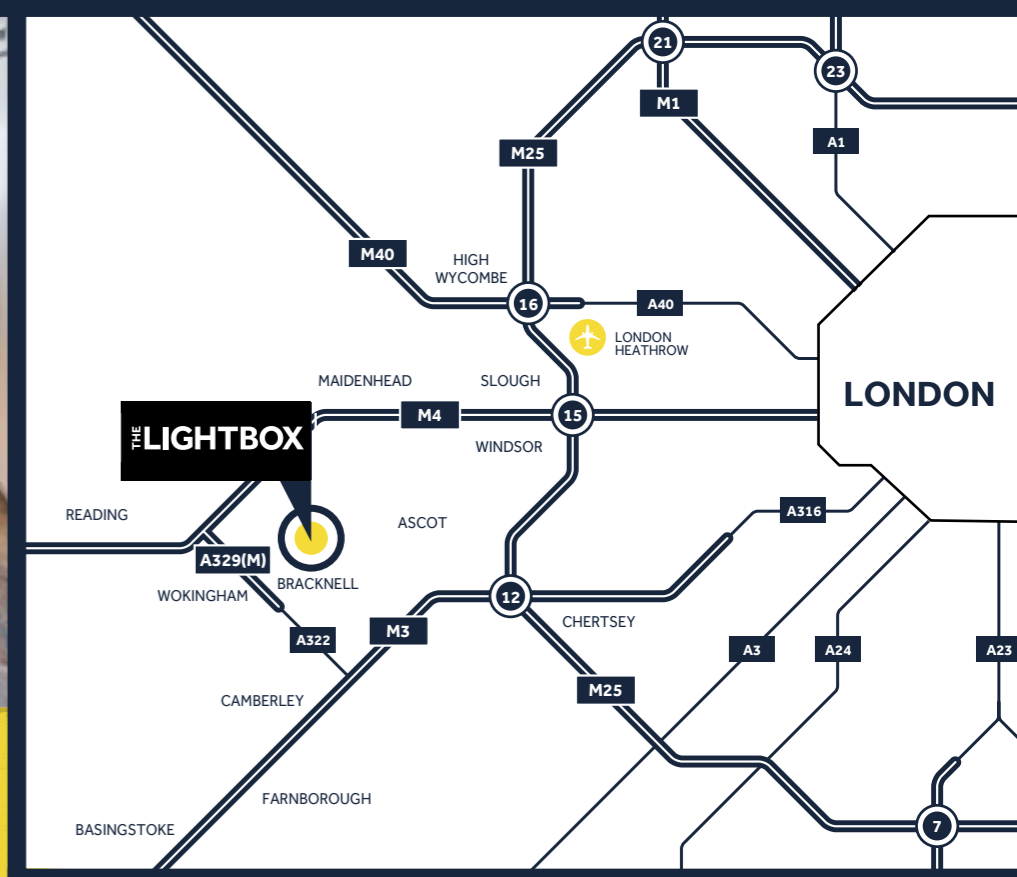 21
23
M1
A1
M25
M40
HIGH
WYCOMBE
16
A40
LONDON
HEATHROW
MAIDENHEAD
SLOUGH
LONDON
M4
15
THE LIGHTBOX
WINDSOR
READING
ASCOT
A316
A329(M)
BRACKNELL
WOKINGHAM
12
CHERTSEY
M3
A322
A3
A24
A23
M25
CAMBERLEY
FARNBOROUGH
BASINGSTOKE
7